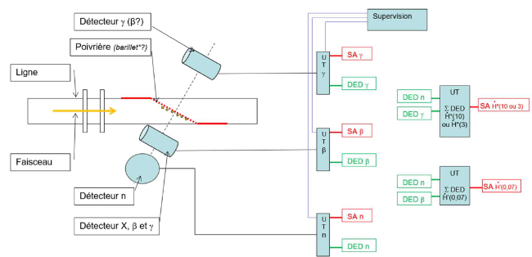 Détecteur γ (β?)
Poivrière (barillet*?)
Ligne
Faisceau
Détecteur n
Détecteur X, β et γ
Supervision
U
T
γ
SA γ
DED γ
U
T
β
SA β
DED β
U
T
n
SA n
DED n
DED n
DED γ
UT
Σ DED
H*(10)
ou H*(3)
SA H*(10 ou 3)
DED n
DED β
UT
Σ DED
H'(0,07)
SA H'(0,07)